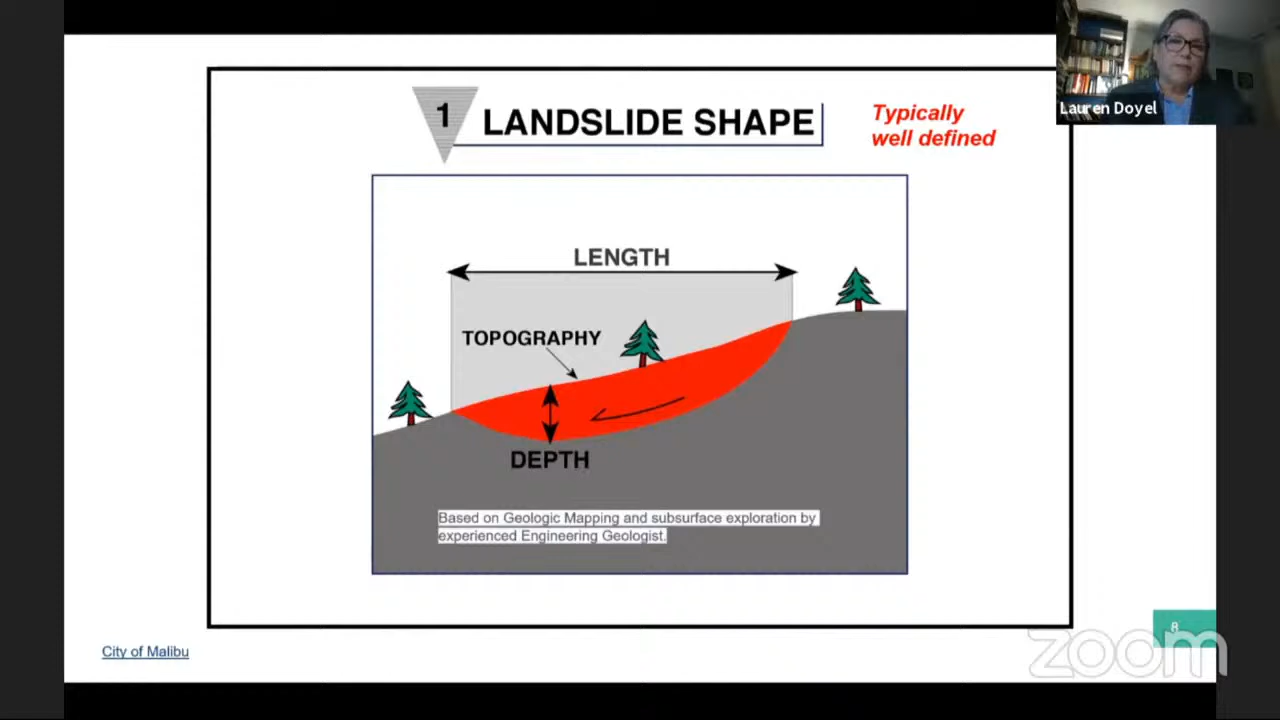 1
LANDSLIDE SHAPE
Typically
well defined
Lauren Doyel
LENGTH
TOPOGRAPHY
DEPTH
Based on Geologic Mapping and subsurface exploration by
experienced Engineering Geologist.
8
City of Malibu
zoom